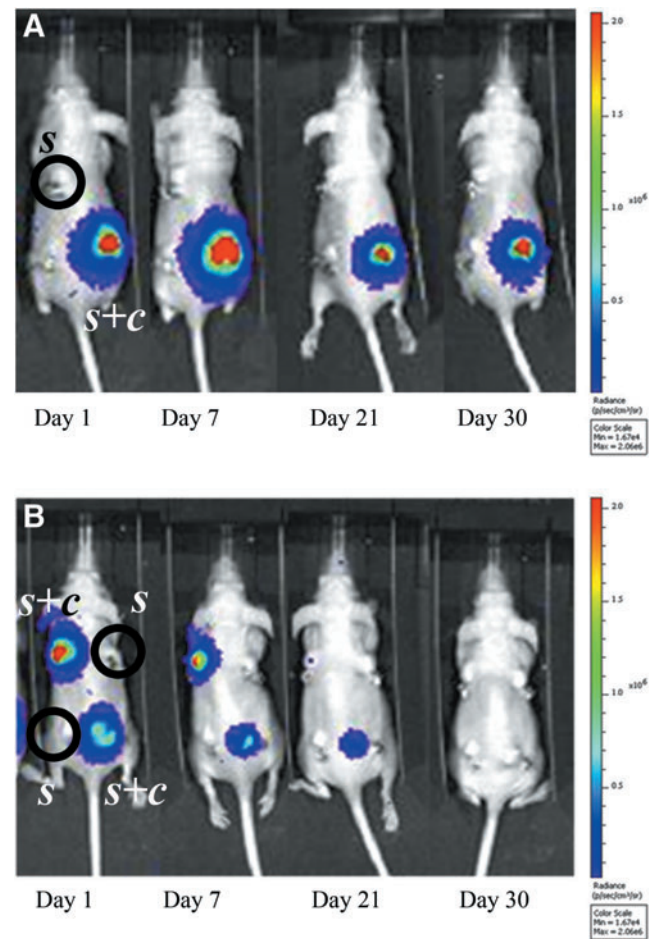 A
s
s+c
Day 1
Day 7
Day 21
Day 30
2.0
1.5
x10⁶
1.0
0.5
Radiance
(p/sec/cm²/sr)
Color Scale
Min = 1.67e4
Max = 2.06e6
B
s+c
s
s
s+c
Day 1
Day 7
Day 21
Day 30
2.0
1.5
x10⁶
1.0
0.5
Radiance
(p/sec/cm²/sr)
Color Scale
Min = 1.67e4
Max = 2.06e6